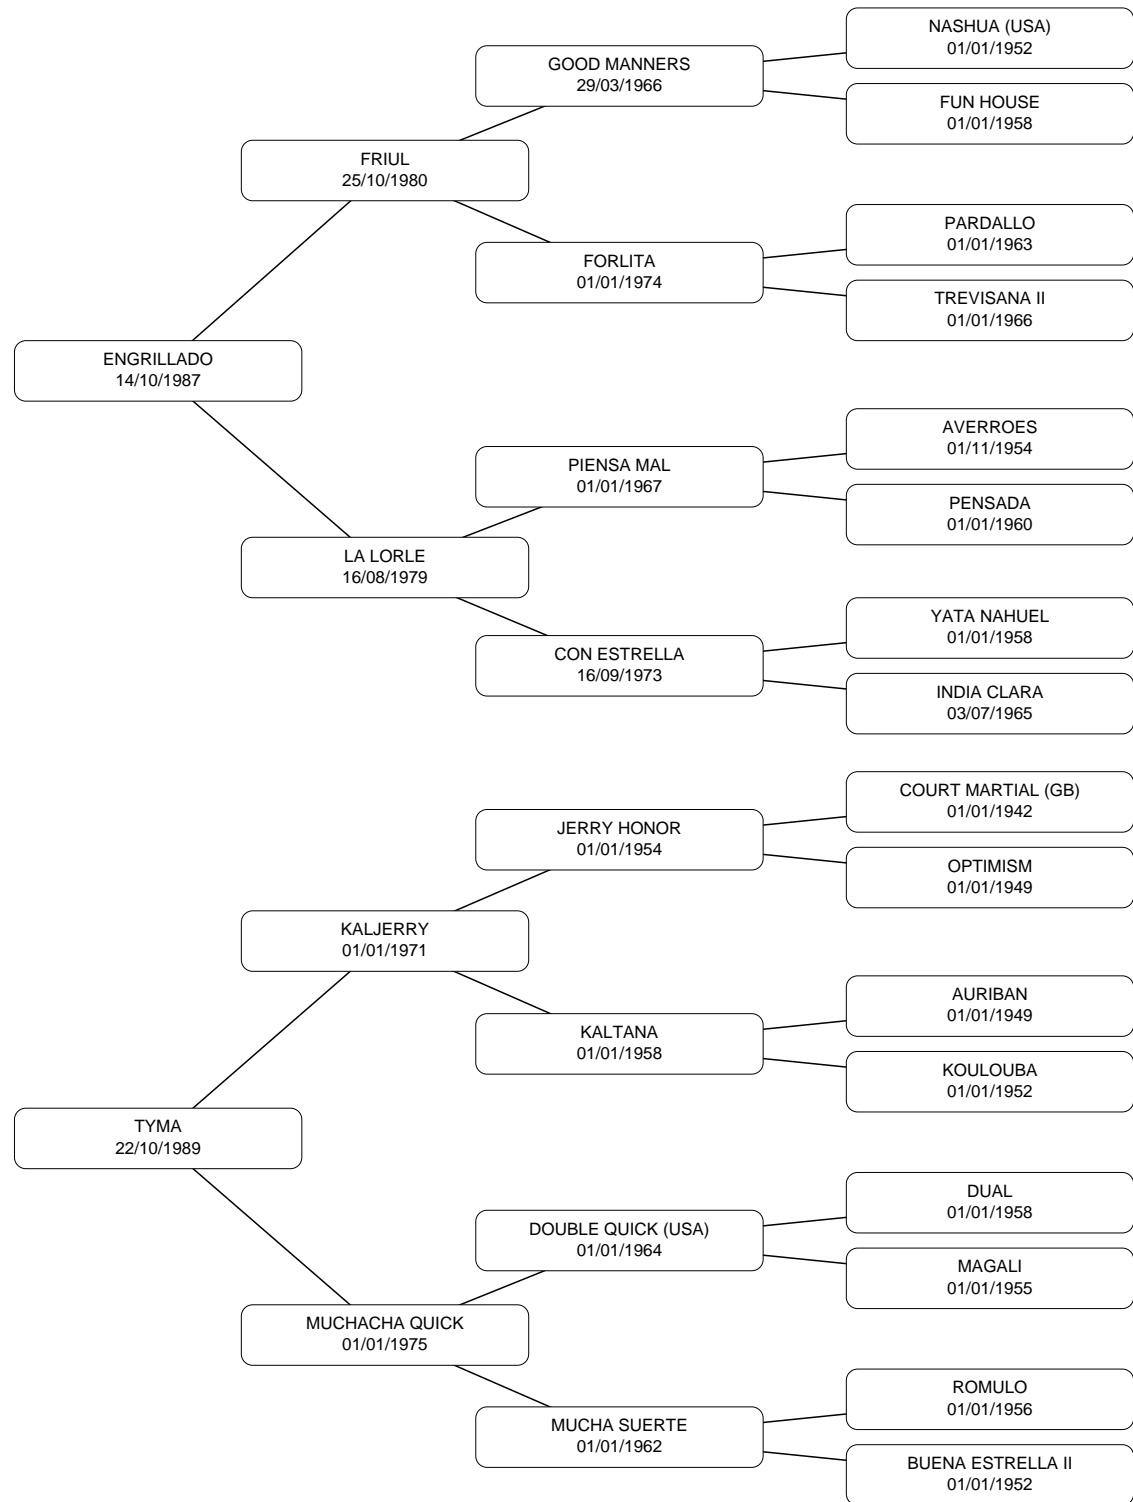 NASHUA (USA)
01/01/1952
GOOD MANNERS
29/03/1966
FUN HOUSE
01/01/1958
FRIUL
25/10/1980
PARDALLO
01/01/1963
FORLITA
01/01/1974
TREVISANA II
01/01/1966
ENGRILLADO
14/10/1987
AVERROES
01/11/1954
PIENSA MAL
01/01/1967
PENSADA
01/01/1960
LA LORLE
16/08/1979
YATA NAHUEL
01/01/1958
CON ESTRELLA
16/09/1973
INDIA CLARA
03/07/1965
COURT MARTIAL (GB)
01/01/1942
JERRY HONOR
01/01/1954
OPTIMISM
01/01/1949
KALJERRY
01/01/1971
AURIBAN
01/01/1949
KALTANA
01/01/1958
KOULOUBA
01/01/1952
TYMA
22/10/1989
DUAL
01/01/1958
DOUBLE QUICK (USA)
01/01/1964
MAGALI
01/01/1955
MUCHACHA QUICK
01/01/1975
ROMULO
01/01/1956
MUCHA SUERTE
01/01/1962
BUENA ESTRELLA II
01/01/1952